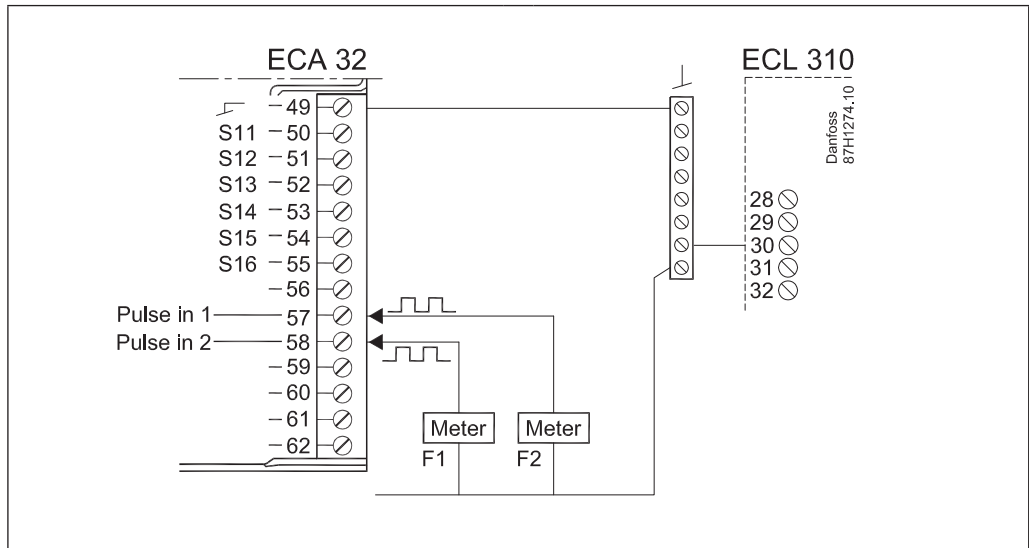 ECA 32
ECL 310
Danfoss
87H1274.10
49
S11 50
S12 51
S13 52
S14 53
S15 54
S16 55
56
Pulse in 1 57
Pulse in 2 58
59
60
61
62
28
29
30
31
32
Meter
F1
Meter
F2